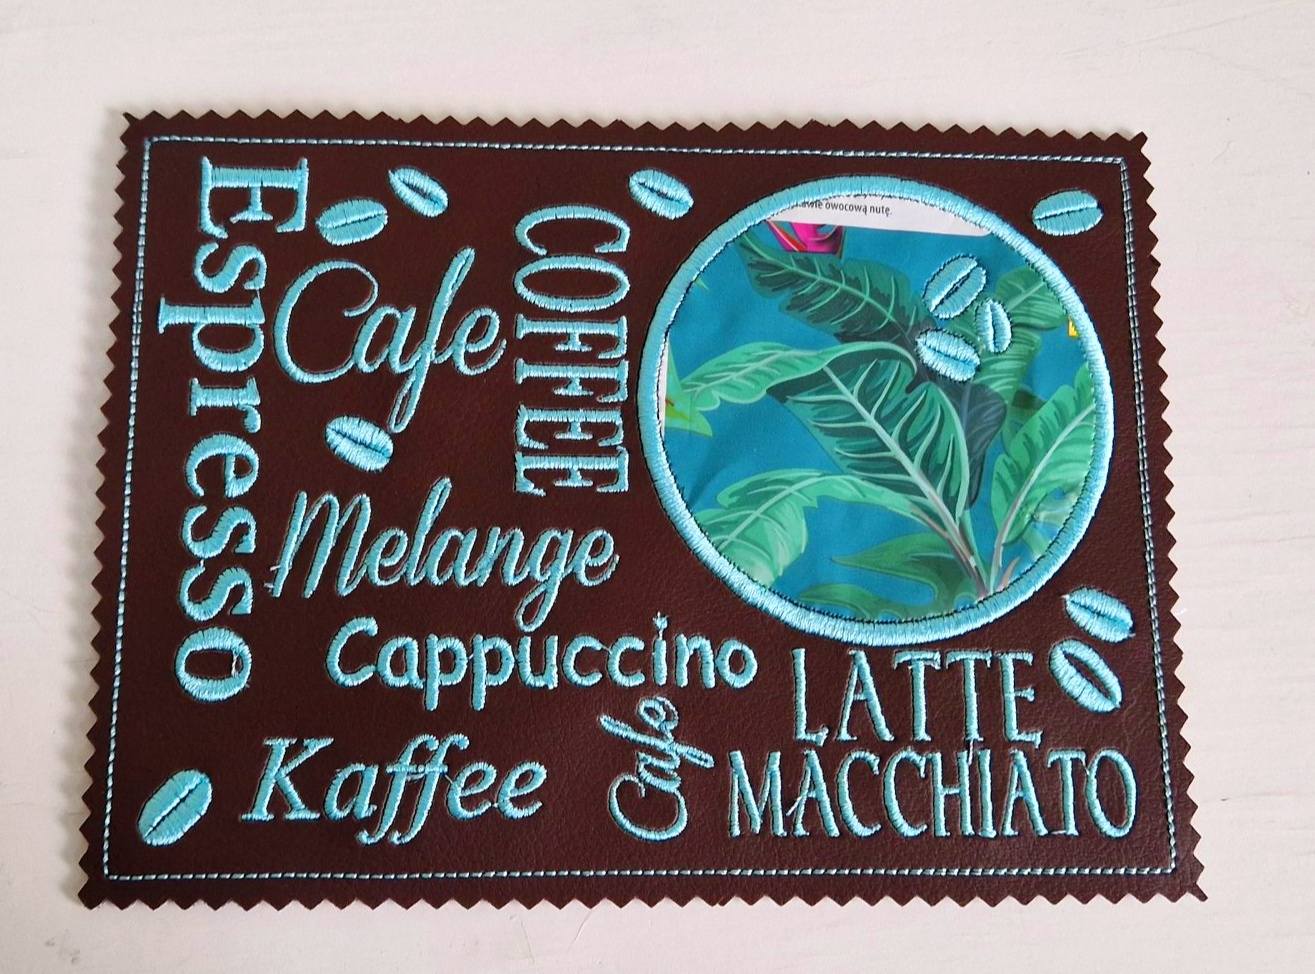 Espresso
Cafe
COFFEE
owocową nutę.
Melange
Cappuccino
Kaffee
Cafe
LATTE
MACCHIATO